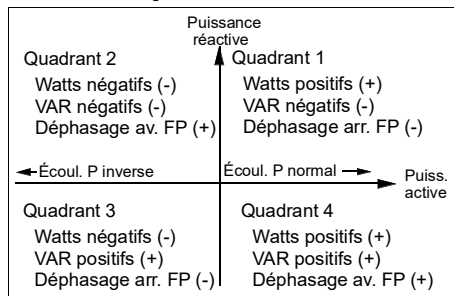 Puissance
réactive
Quadrant 2
Watts négatifs (-)
VAR négatifs (-)
Déphasage av. FP (+)
Quadrant 1
Watts positifs (+)
VAR négatifs (-)
Déphasage arr. FP (-)
Écoul. P inverse
Écoul. P normal
Puiss.
active
Quadrant 3
Watts négatifs (-)
VAR positifs (+)
Déphasage arr. FP (-)
Quadrant 4
Watts positifs (+)
VAR positifs (+)
Déphasage av. FP (+)